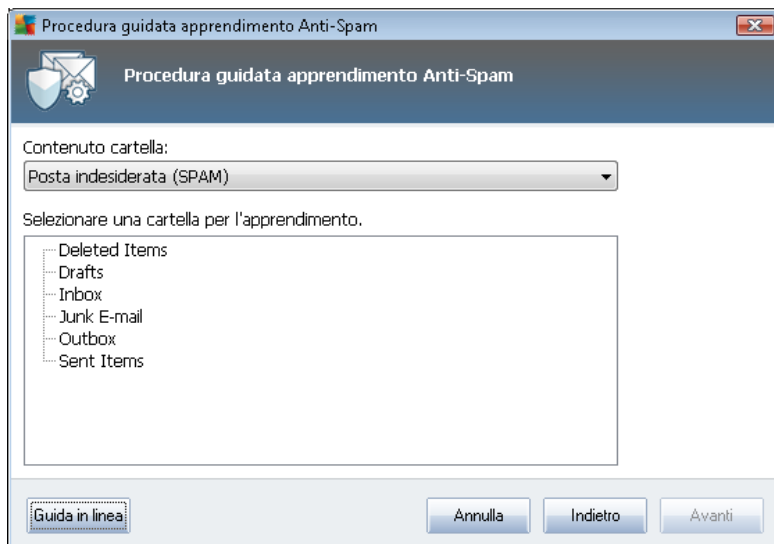 Procedura guidata apprendimento Anti-Spam
Procedura guidata apprendimento Anti-Spam
Contenuto cartella:
Posta indesiderata (SPAM)
Selezionare una cartella per l'apprendimento.
Deleted Items
Drafts
Inbox
Junk E-mail
Outbox
Sent Items
Guida in linea
Annulla
Indietro
Avanti